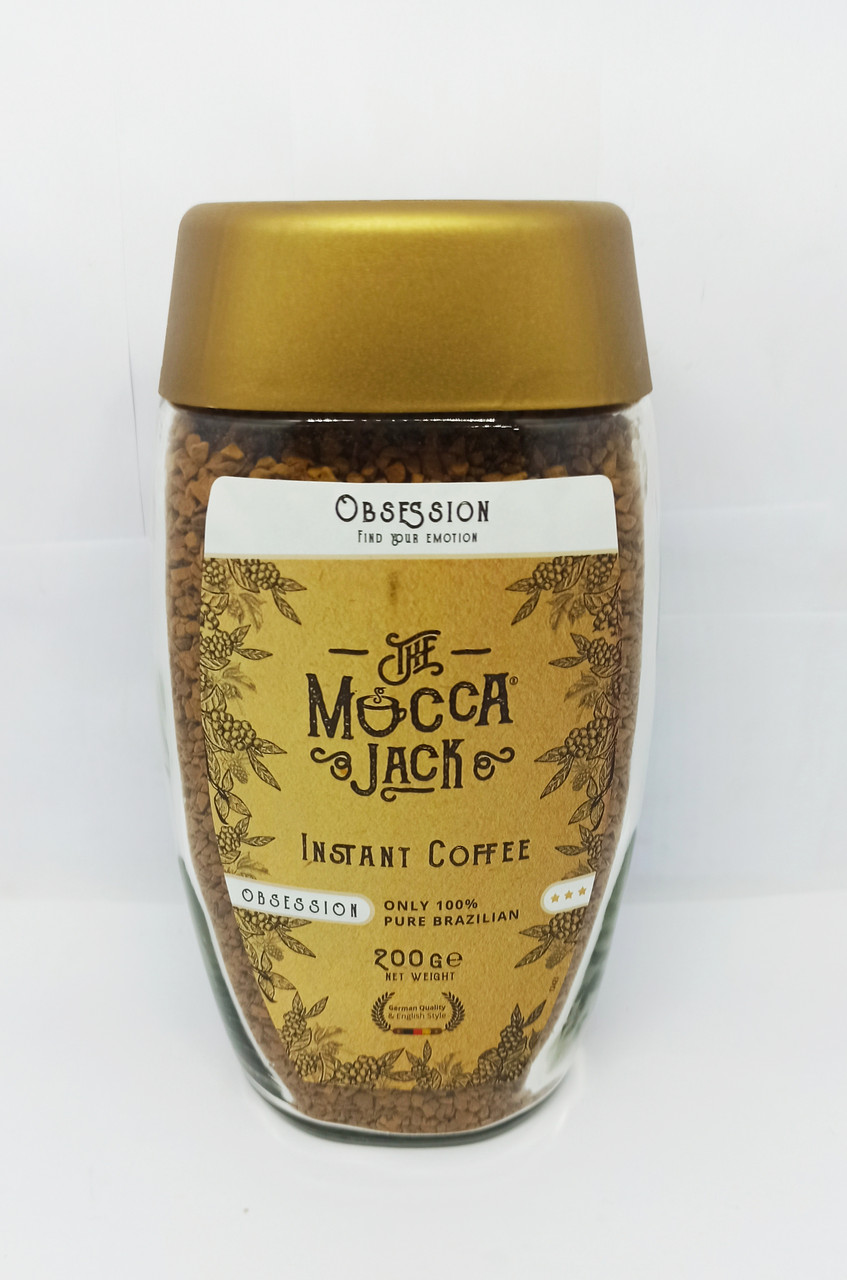 OBSESSION
FIND YOUR EMOTION
THE
MOCCA®
JACK
INSTANT COFFEE
OBSESSION
ONLY 100%
PURE BRAZILIAN
200G℮
NET WEIGHT
German Quality
& English Style